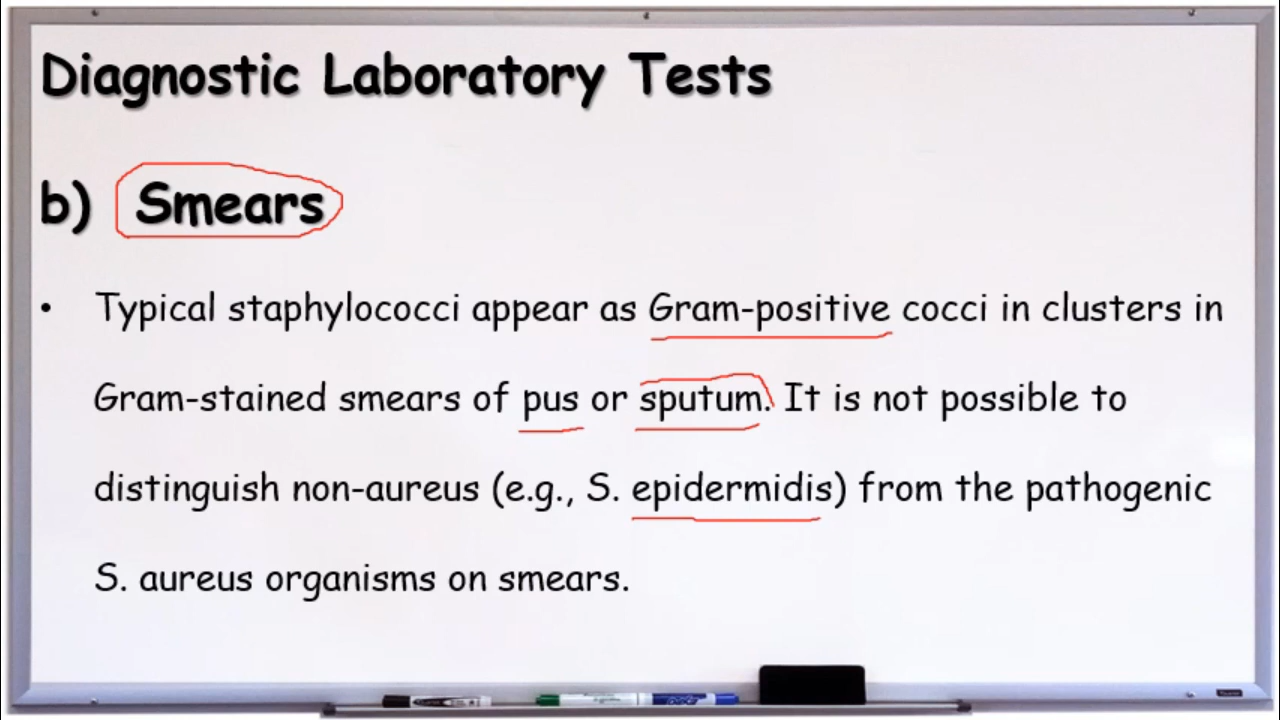 Diagnostic Laboratory Tests
b) Smears
• Typical staphylococci appear as Gram-positive cocci in clusters in
Gram-stained smears of pus or sputum. It is not possible to
distinguish non-aureus (e.g., S. epidermidis) from the pathogenic
S. aureus organisms on smears.